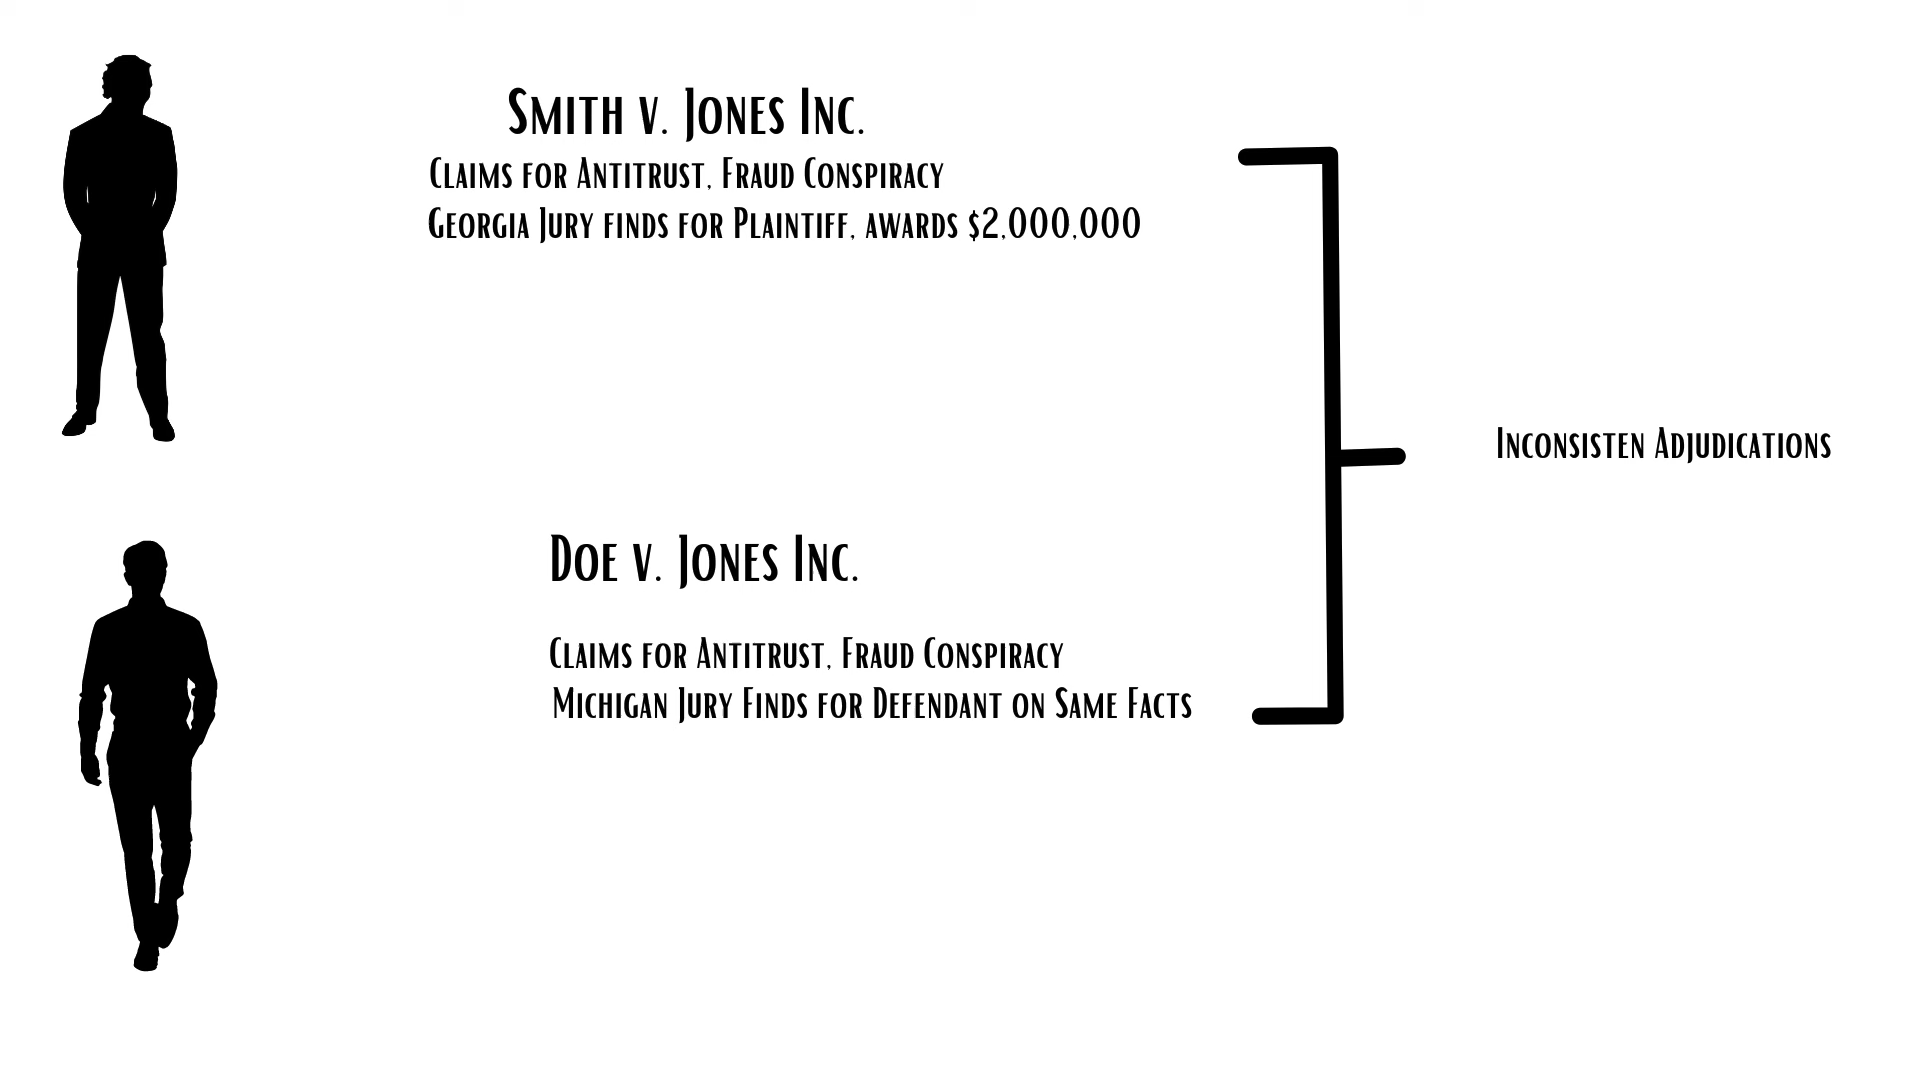 Smith v. Jones Inc.
Claims for Antitrust, Fraud Conspiracy
Georgia Jury finds for Plaintiff, awards $2,000,000
Inconsisten Adjudications
Doe v. Jones Inc.
Claims for Antitrust, Fraud Conspiracy
Michigan Jury Finds for Defendant on Same Facts